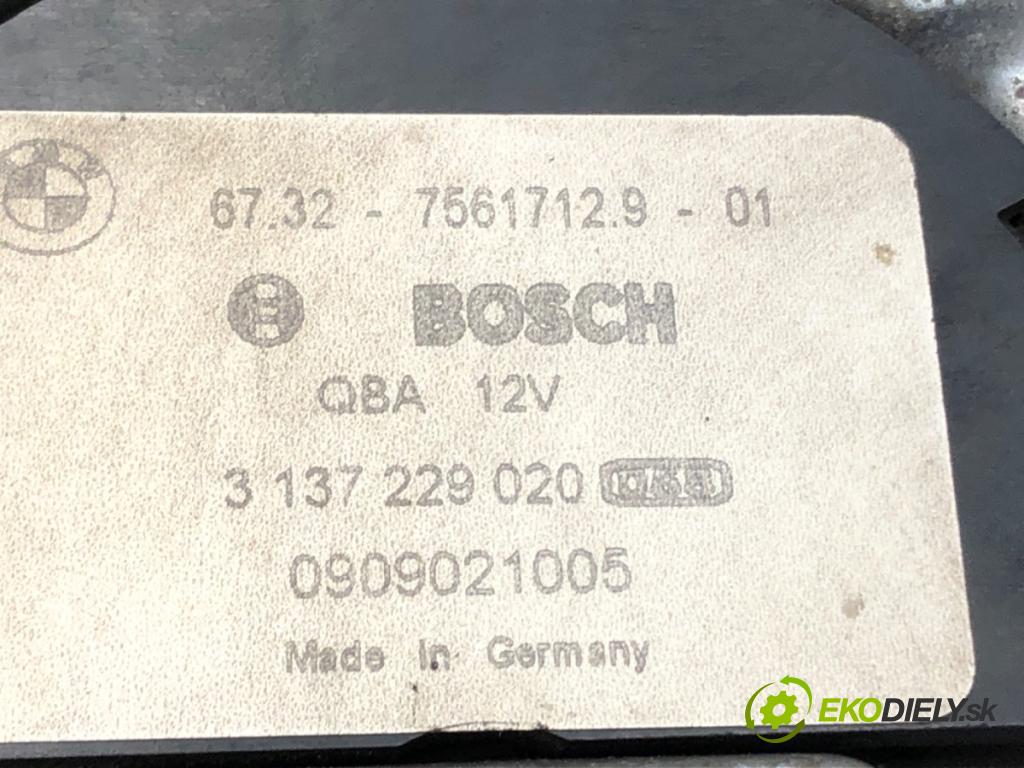 67.32 - 7561712.9 - 01
BOSCH
QBA 12V
3 137 229 020
0909021005
Made in Germany
EKODIELY.sk